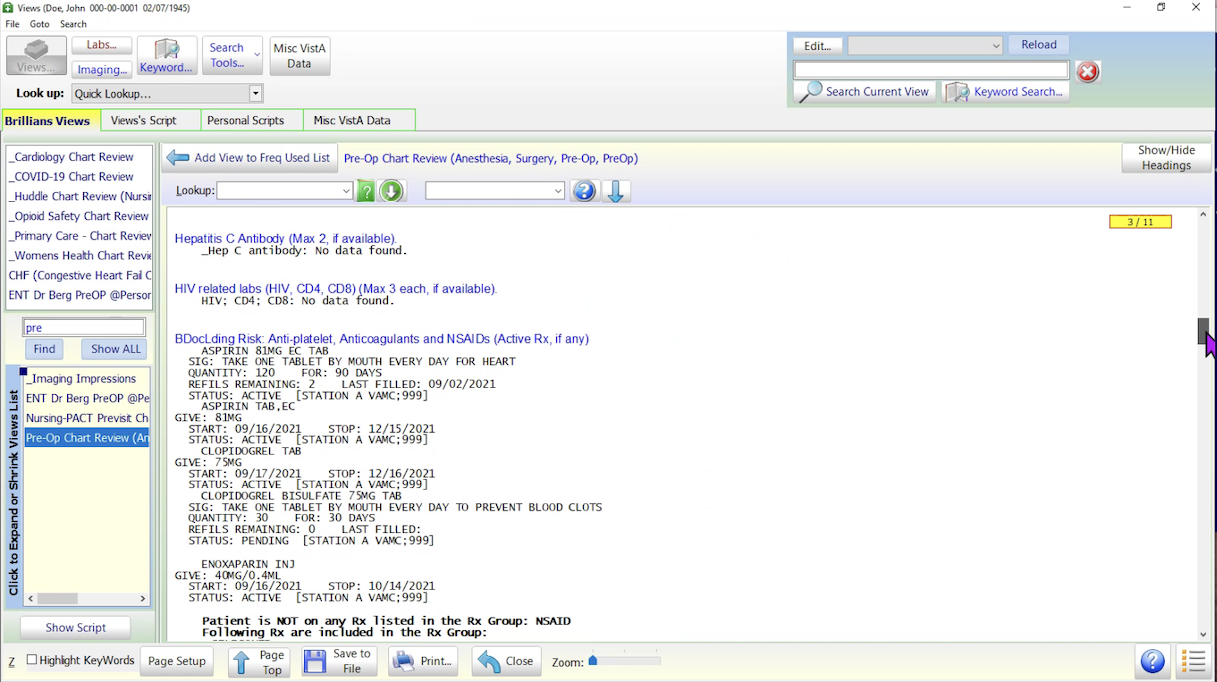 Views (Doe, John 000-00-0001 02/07/1945)
File Goto Search
Views...
Labs...
Imaging...
Keyword...
Search Tools...
Misc VistA Data
Edit...
Reload
Look up: Quick Lookup...
Search Current View
Keyword Search...
Brillians Views
Views's Script
Personal Scripts
Misc VistA Data
_Cardiology Chart Review
_COVID-19 Chart Review
_Huddle Chart Review (Nursi
_Opioid Safety Chart Review
_Primary Care - Chart Review
_Womens Health Chart Revie
CHF (Congestive Heart Fail C
ENT Dr Berg PreOP @Person
pre
Find
Show ALL
Click to Expand or Shrink Views List
_Imaging Impressions
ENT Dr Berg PreOP @Pe
Nursing-PACT Previsit Ch
Pre-Op Chart Review (An
Show Script
Add View to Freq Used List
Pre-Op Chart Review (Anesthesia, Surgery, Pre-Op, PreOp)
Show/Hide Headings
Lookup:
3 / 11
Hepatitis C Antibody (Max 2, if available).
_Hep C antibody: No data found.
HIV related labs (HIV, CD4, CD8) (Max 3 each, if available).
HIV; CD4; CD8: No data found.
BDocLding Risk: Anti-platelet, Anticoagulants and NSAIDs (Active Rx, if any)
ASPIRIN 81MG EC TAB
SIG: TAKE ONE TABLET BY MOUTH EVERY DAY FOR HEART
QUANTITY: 120 FOR: 90 DAYS
REFILS REMAINING: 2 LAST FILLED: 09/02/2021
STATUS: ACTIVE [STATION A VAMC;999]
ASPIRIN TAB,EC
GIVE: 81MG
START: 09/16/2021 STOP: 12/15/2021
STATUS: ACTIVE [STATION A VAMC;999]
CLOPIDOGREL TAB
GIVE: 75MG
START: 09/17/2021 STOP: 12/16/2021
STATUS: ACTIVE [STATION A VAMC;999]
CLOPIDOGREL BISULFATE 75MG TAB
SIG: TAKE ONE TABLET BY MOUTH EVERY DAY TO PREVENT BLOOD CLOTS
QUANTITY: 30 FOR: 30 DAYS
REFILS REMAINING: 0 LAST FILLED:
STATUS: PENDING [STATION A VAMC;999]
ENOXAPARIN INJ
GIVE: 40MG/0.4ML
START: 09/16/2021 STOP: 10/14/2021
STATUS: ACTIVE [STATION A VAMC;999]
Patient is NOT on any Rx listed in the Rx Group: NSAID
Following Rx are included in the Rx Group:
Z
Highlight KeyWords
Page Setup
Page Top
Save to File
Print...
Close
Zoom: